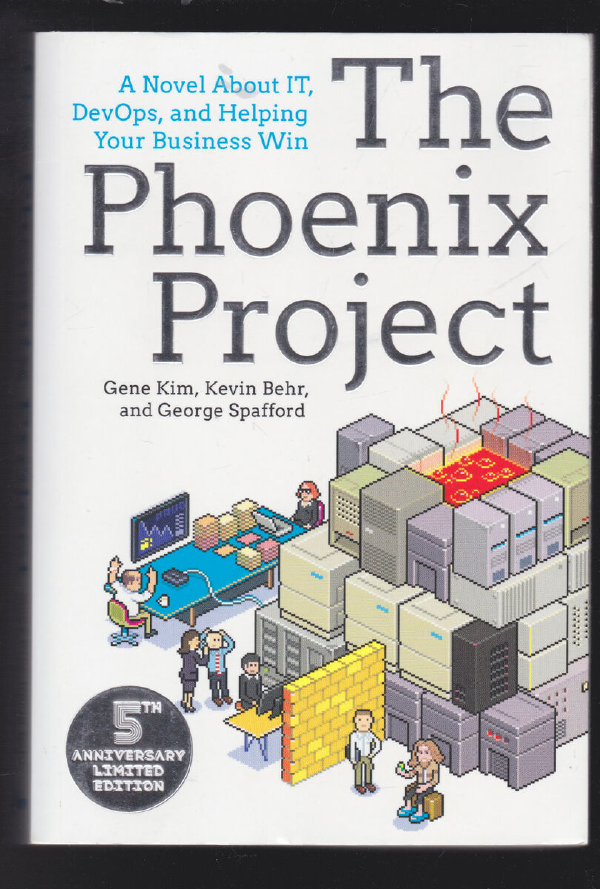 A Novel About IT,
DevOps, and Helping
Your Business Win
The
Phoenix
Project
Gene Kim, Kevin Behr,
and George Spafford
5TH
ANNIVERSARY
LIMITED
EDITION